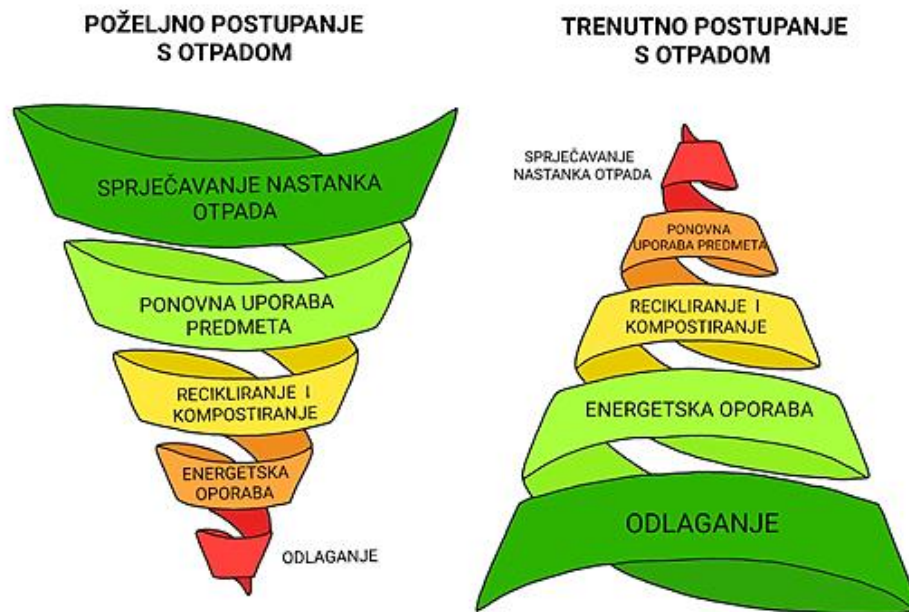 POŽELJNO POSTUPANJE
S OTPADOM
SPRJEČAVANJE NASTANKA
OTPADA
PONOVNA UPORABA
PREDMETA
RECIKLIRANJE I
KOMPOSTIRANJE
ENERGETSKA
OPORABA
ODLAGANJE
TRENUTNO POSTUPANJE
S OTPADOM
SPRJEČAVANJE
NASTANKA OTPADA
PONOVNA
UPORABA PREDMETA
RECIKLIRANJE I
KOMPOSTIRANJE
ENERGETSKA OPORABA
ODLAGANJE